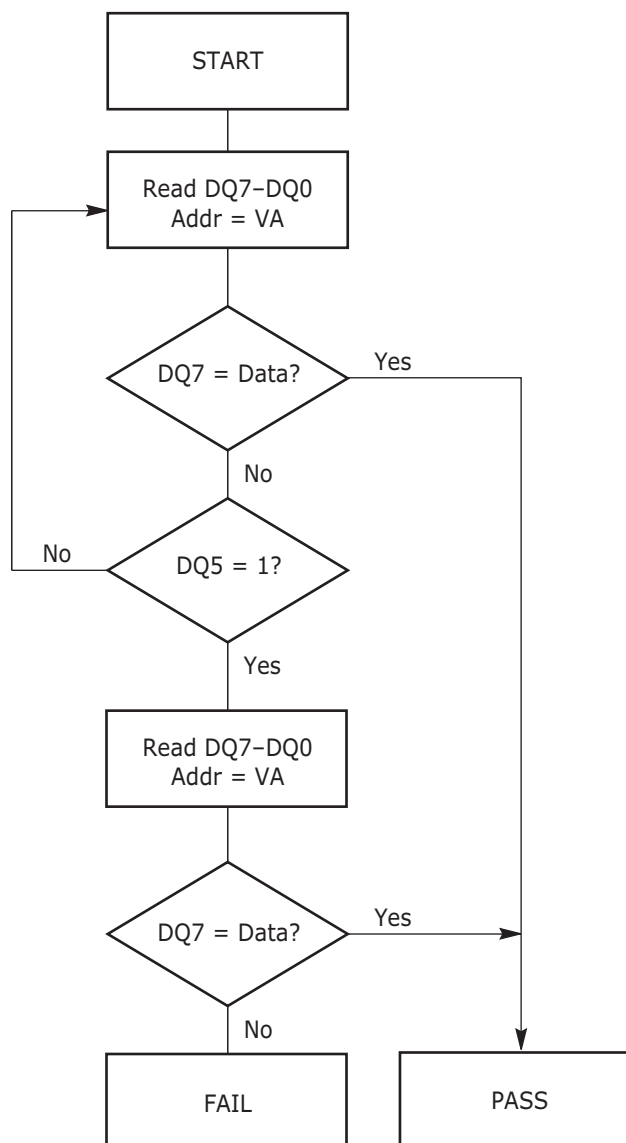 START
Read DQ7–DQ0
Addr = VA
DQ7 = Data?
Yes
No
No
DQ5 = 1?
Yes
Read DQ7–DQ0
Addr = VA
DQ7 = Data?
Yes
No
FAIL
PASS